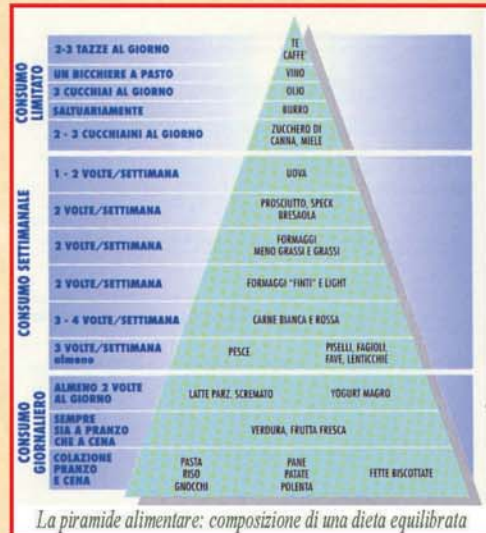 CONSUMO LIMITATO
2-3 TAZZE AL GIORNO
TE
CAFFE'
UN BICCHIERE A PASTO
VINO
3 CUCCHIAI AL GIORNO
OLIO
SALTUARIAMENTE
BURRO
2 - 3 CUCCHIAINI AL GIORNO
ZUCCHERO DI
CANNA, MIELE
CONSUMO SETTIMANALE
1 - 2 VOLTE/SETTIMANA
UOVA
2 VOLTE/SETTIMANA
PROSCIUTTO, SPECK
BRESAOLA
2 VOLTE/SETTIMANA
FORMAGGI
MENO GRASSI E GRASSI
2 VOLTE/SETTIMANA
FORMAGGI "FINTI" E LIGHT
3 - 4 VOLTE/SETTIMANA
CARNE BIANCA E ROSSA
3 VOLTE/SETTIMANA
almeno
PESCE
PISELLI, FAGIOLI,
FAVE, LENTICCHIE
CONSUMO GIORNALIERO
ALMENO 2 VOLTE
AL GIORNO
LATTE PARZ. SCREMATO
YOGURT MAGRO
SEMPRE
SIA A PRANZO
CHE A CENA
VERDURA, FRUTTA FRESCA
COLAZIONE
PRANZO
E CENA
PASTA
RISO
GNOCCHI
PANE
PATATE
POLENTA
FETTE BISCOTTATE
La piramide alimentare: composizione di una dieta equilibrata